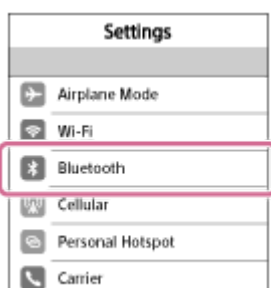 Settings
Airplane Mode
Wi-Fi
Bluetooth
Cellular
Personal Hotspot
Carrier